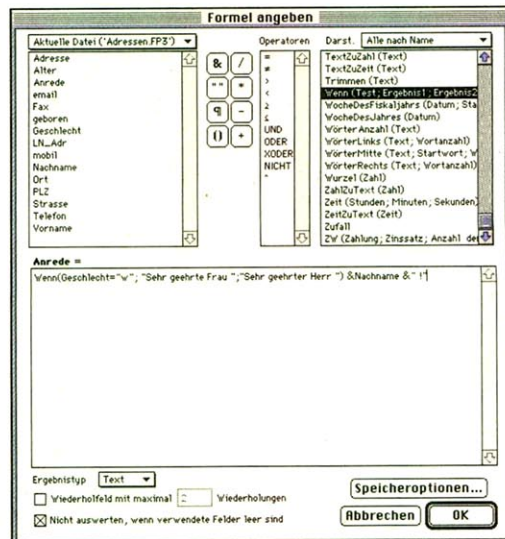 Formel angeben
Aktuelle Datei ('Adressen.FP3')
Adresse
Alter
Anrede
email
Fax
geboren
Geschlecht
LN_Adr
mobil
Nachname
Ort
PLZ
Strasse
Telefon
Vorname
& /
"" *
¶ -
() +
Operatoren
=
≠
>
<
≥
≤
UND
ODER
XODER
NICHT
^
Darst. Alle nach Name
TextZuZahl (Text)
TextZuZeit (Text)
Trimmen (Text)
Wenn (Test; Ergebnis1; Ergebnis2
WocheDesFiskaljahrs (Datum; Sta
WocheDesJahres (Datum)
WörterAnzahl (Text)
WörterLinks (Text; Wortanzahl)
WörterMitte (Text; Startwort; W
WörterRechts (Text; Wortanzahl)
Wurzel (Zahl)
ZahlZuText (Zahl)
Zeit (Stunden; Minuten; Sekunden)
ZeitZuText (Zeit)
Zufall
ZW (Zahlung; Zinssatz; Anzahl der
Anrede =
Wenn(Geschlecht="w"; "Sehr geehrte Frau ";"Sehr geehrter Herr ") &Nachname &" !"
Ergebnistyp Text
Wiederholfeld mit maximal 2 Wiederholungen
Nicht auswerten, wenn verwendete Felder leer sind
Speicheroptionen...
Abbrechen OK